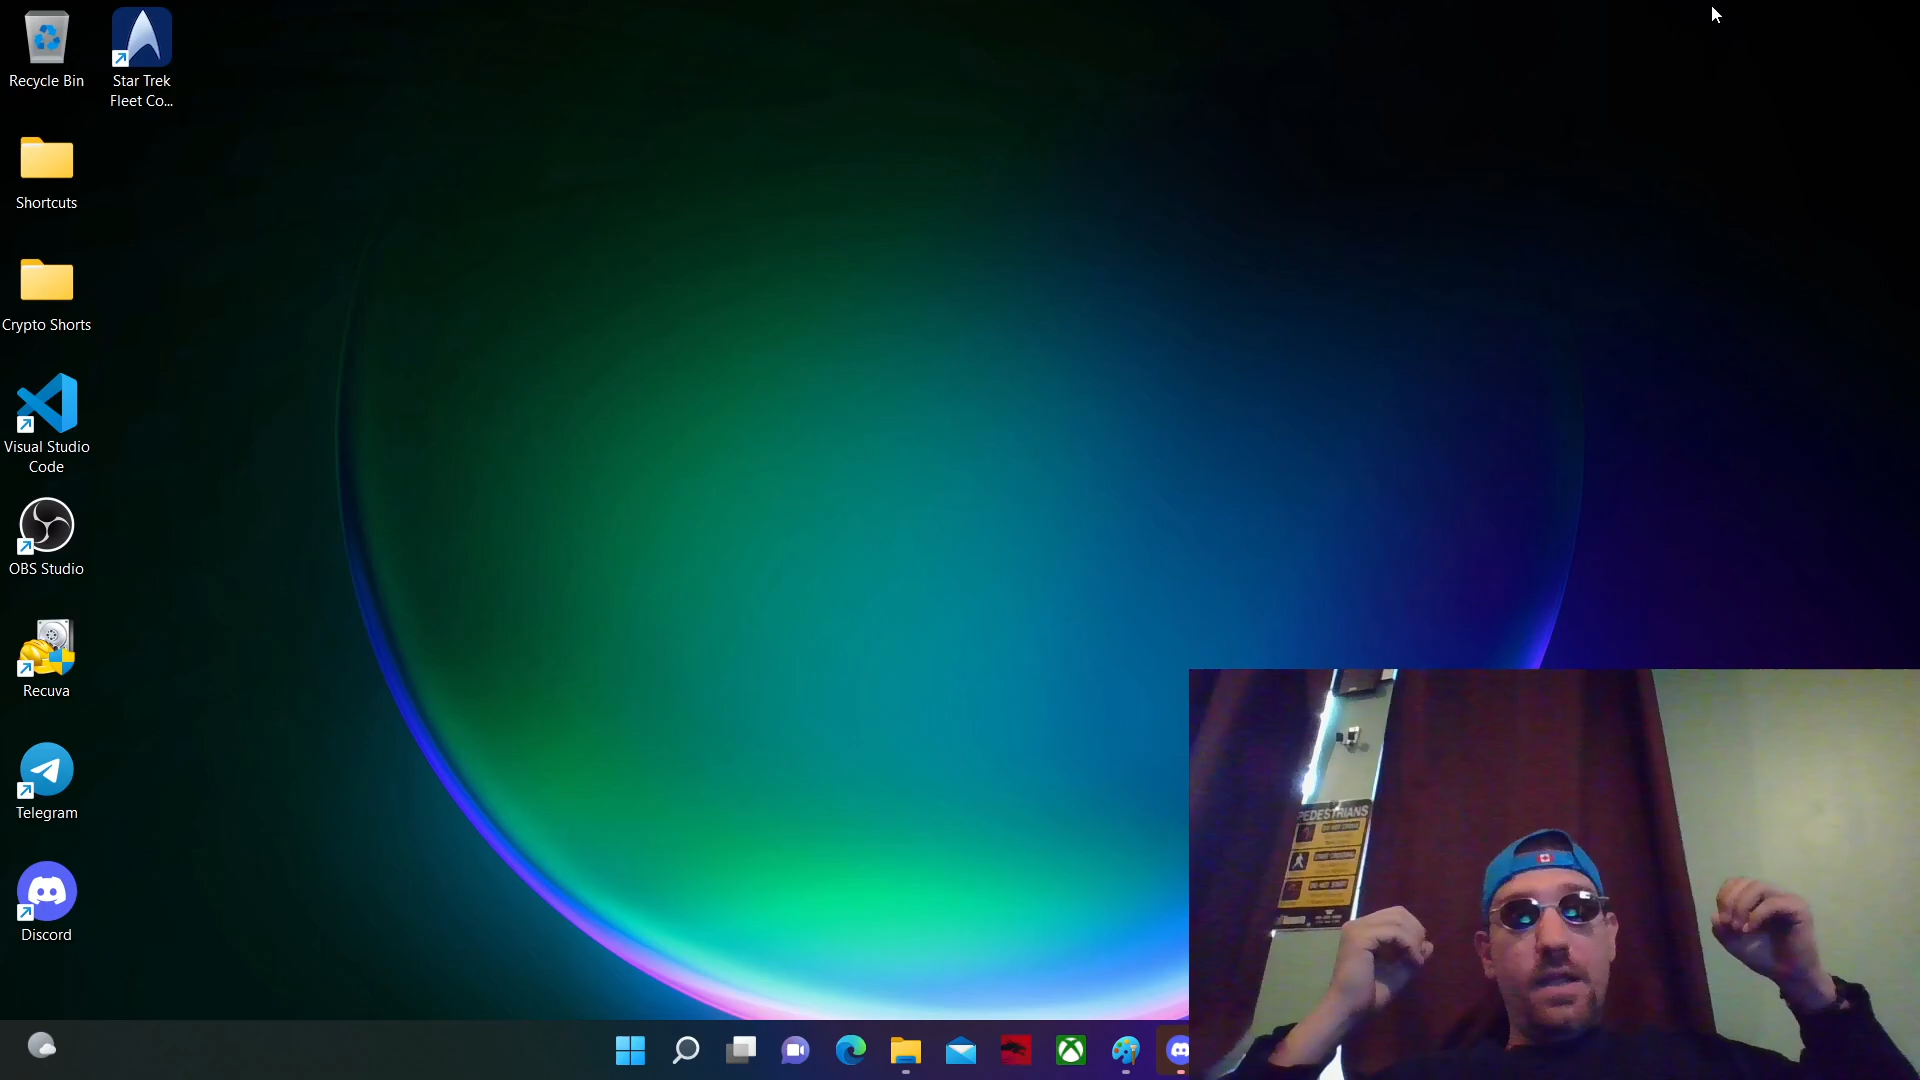 Recycle Bin
Star Trek
Fleet Co...
Shortcuts
Crypto Shorts
Visual Studio
Code
OBS Studio
Recuva
Telegram
Discord
PEDESTRIANS